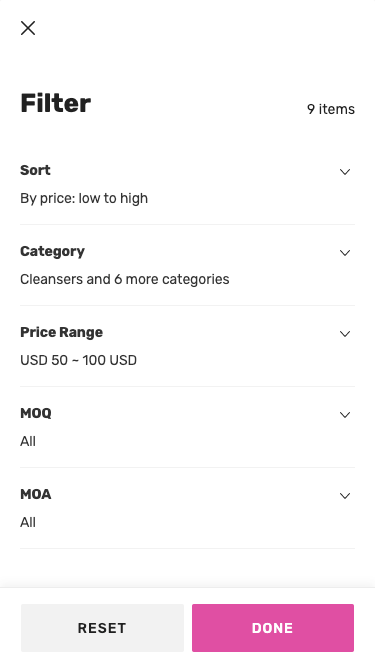 Filter
9 items
Sort
By price: low to high
Category
Cleansers and 6 more categories
Price Range
USD 50 ~ 100 USD
MOQ
All
MOA
All
RESET
DONE